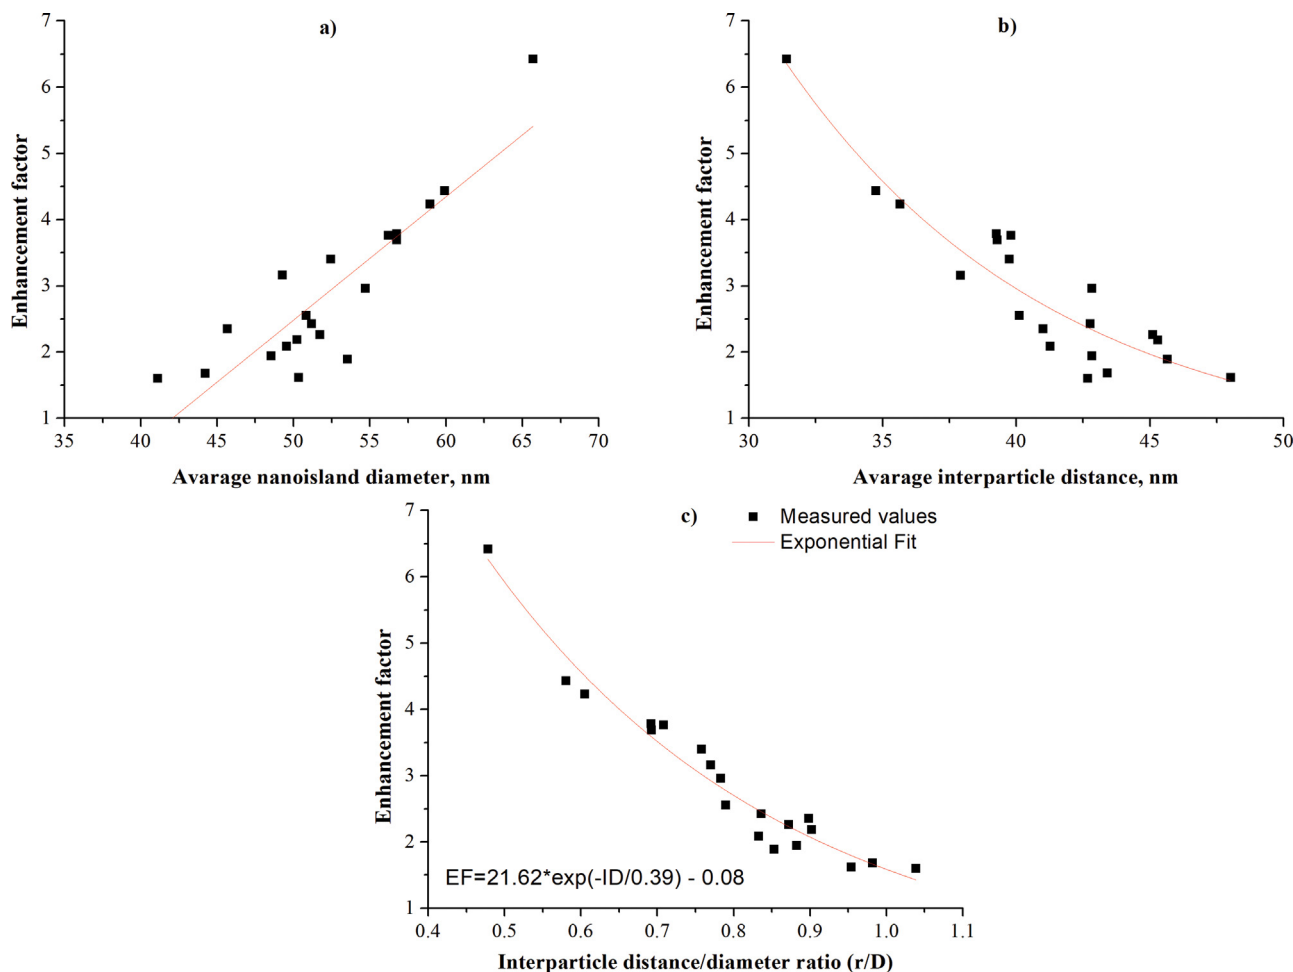 a)
7
6
5
4
3
2
1
Enhancement factor
35 40 45 50 55 60 65 70
Avarage nanoisland diameter, nm
b)
7
6
5
4
3
2
1
Enhancement factor
30 35 40 45 50
Avarage interparticle distance, nm
c)
Measured values
Exponential Fit
7
6
5
4
3
2
1
Enhancement factor
EF=21.62*exp(-ID/0.39) - 0.08
0.4 0.5 0.6 0.7 0.8 0.9 1.0 1.1
Interparticle distance/diameter ratio (r/D)